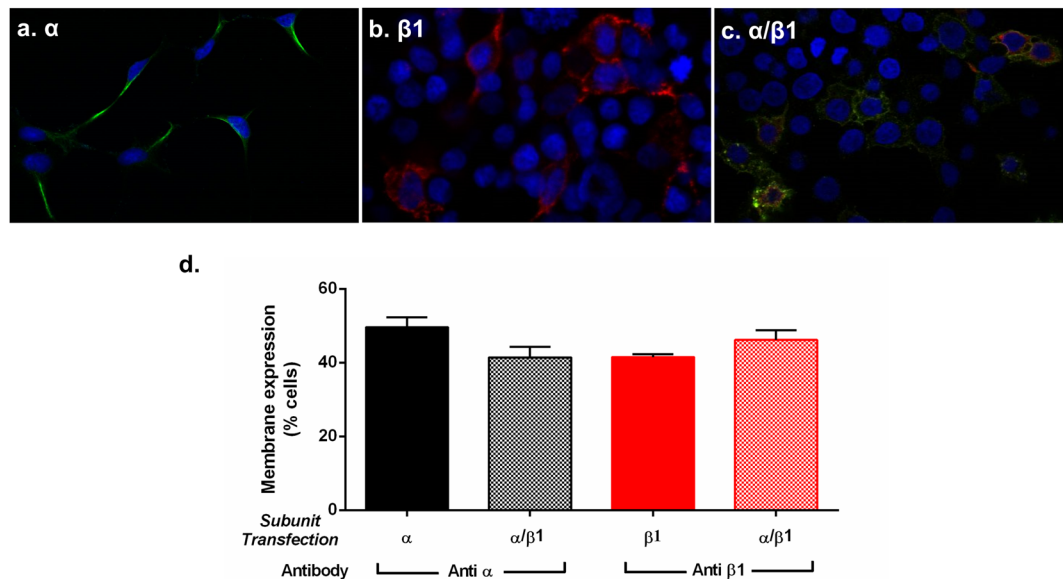 a. α
b. β1
c. α/β1
d.
Membrane expression
(% cells)
60
40
20
0
Subunit
Transfection
α
α/β1
β1
α/β1
Antibody
Anti α
Anti β1